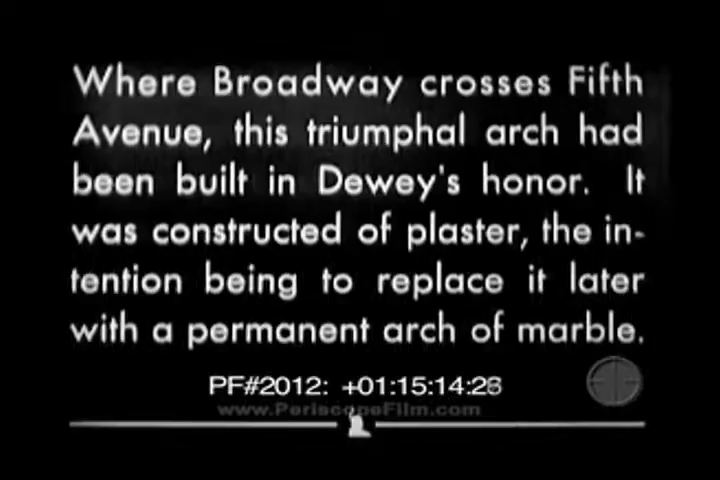 Where Broadway crosses Fifth
Avenue, this triumphal arch had
been built in Dewey's honor. It
was constructed of plaster, the in-
tention being to replace it later
with a permanent arch of marble.
PF#2012: +01:15:14:26
www.PeriscopeFilm.com